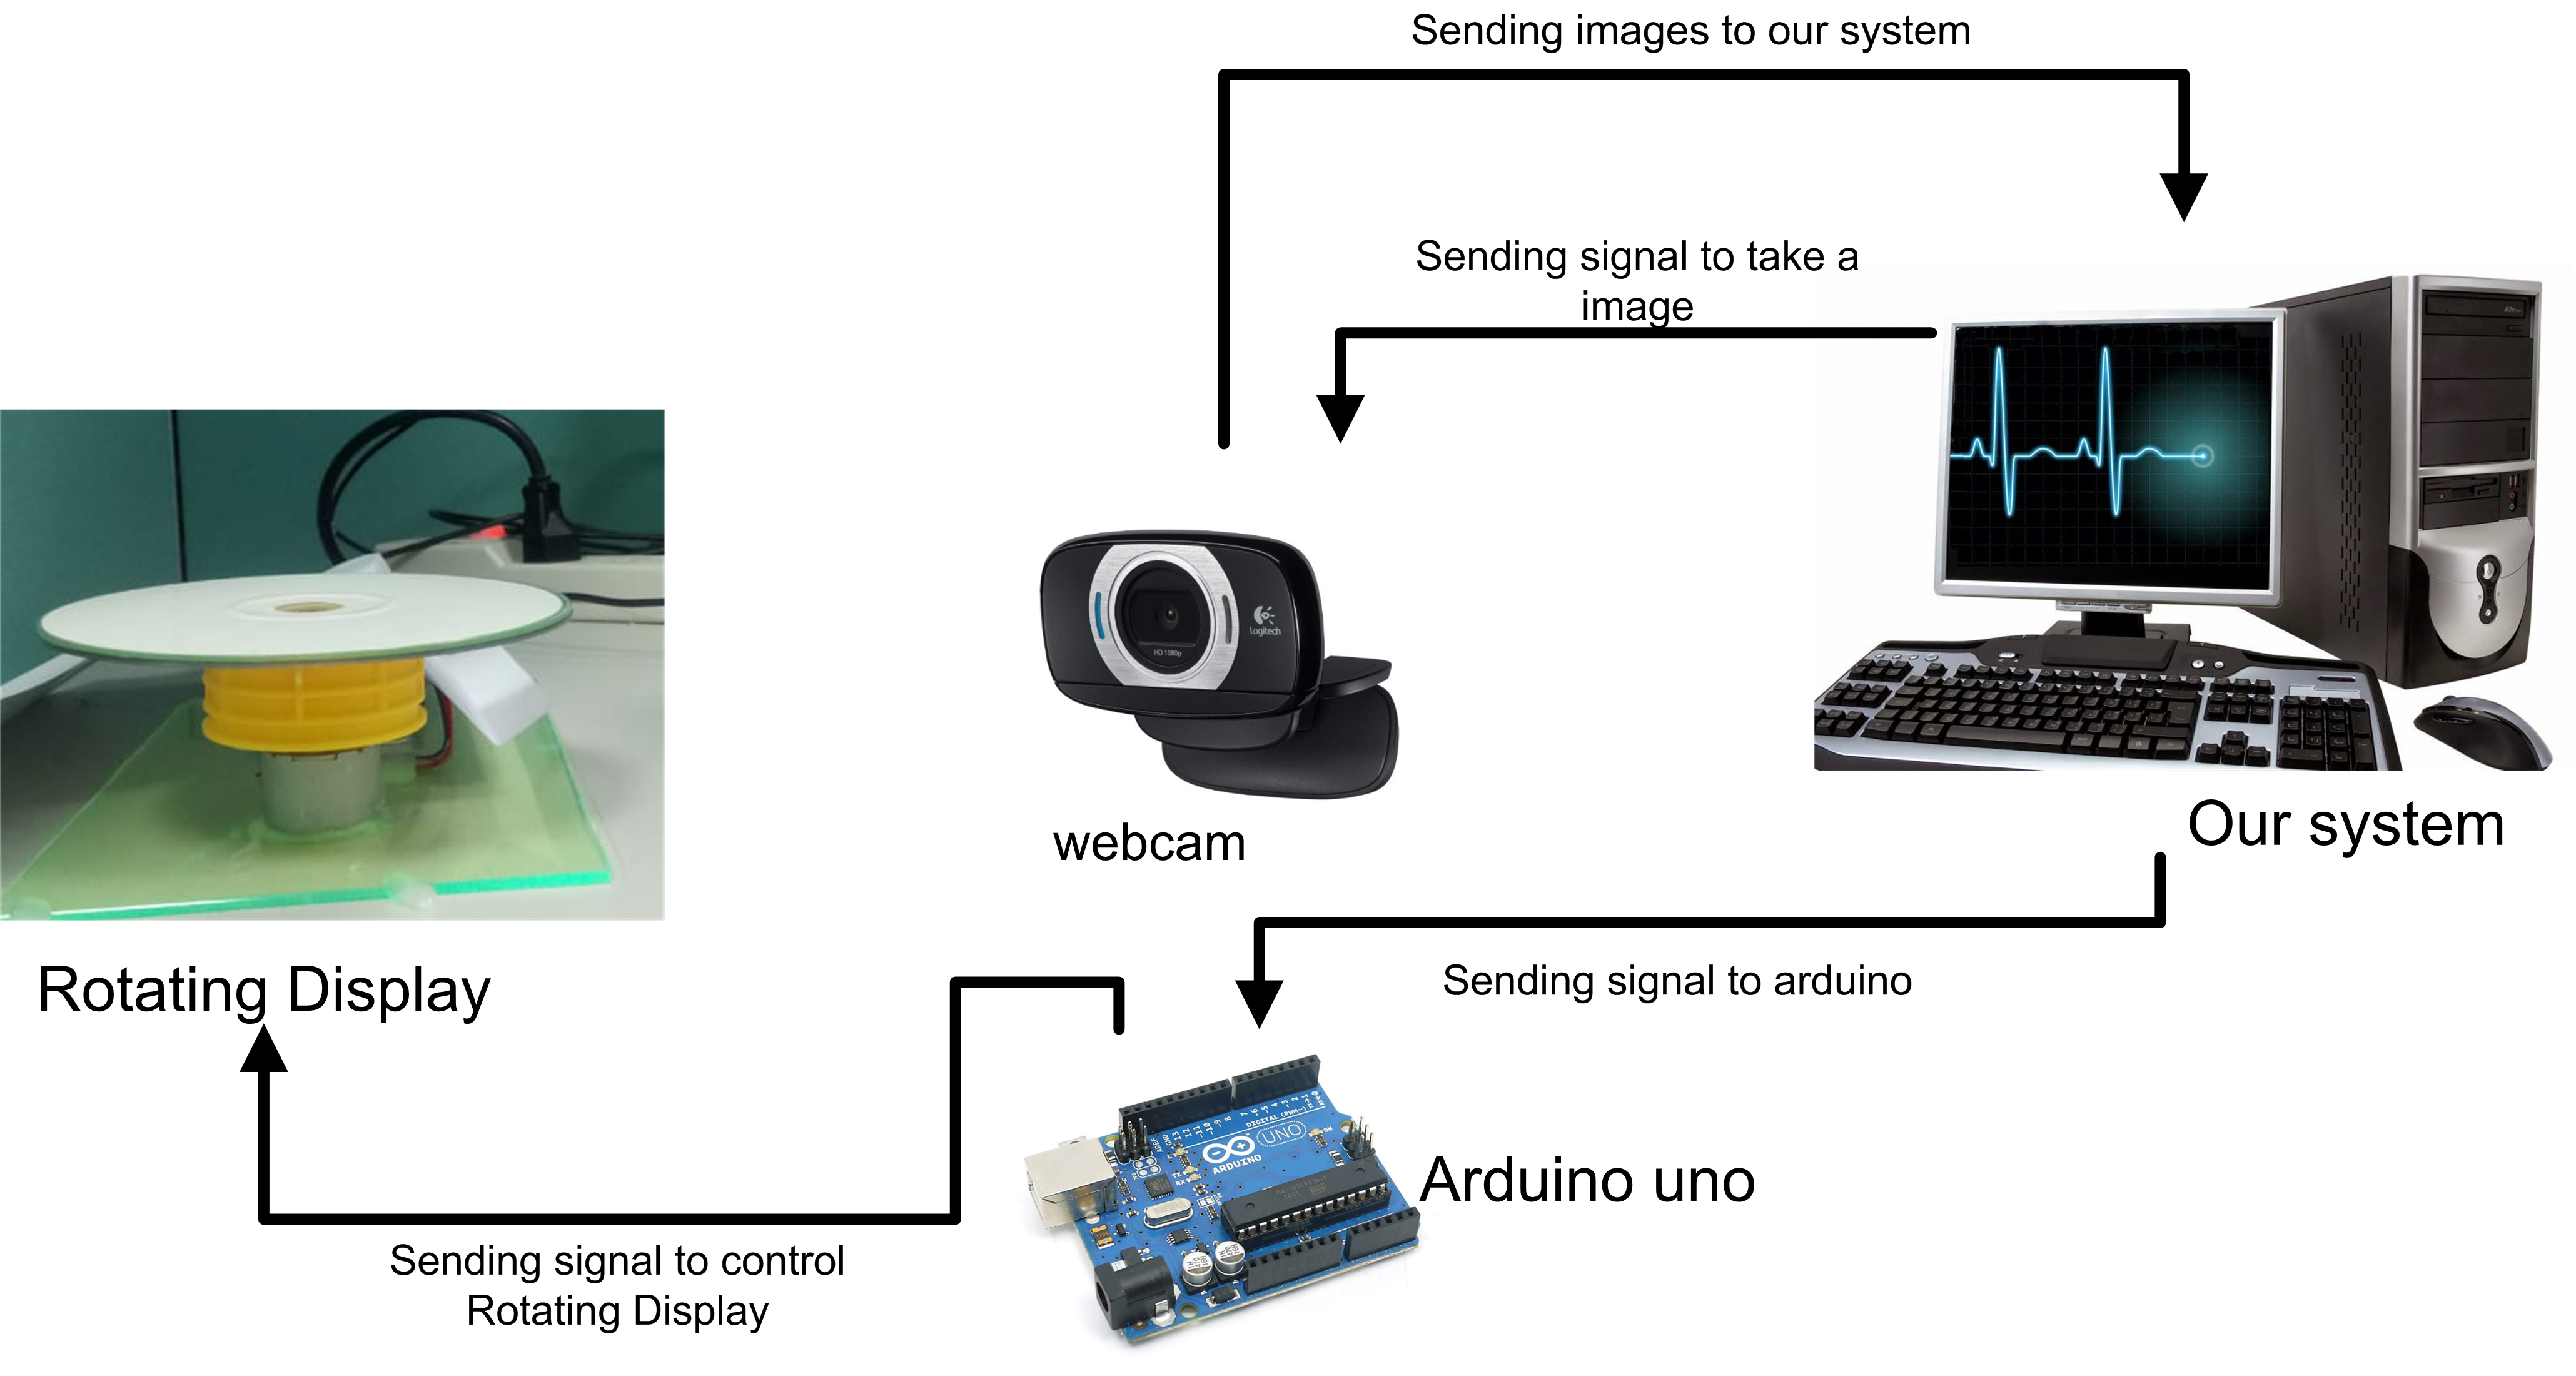 Sending images to our system
Sending signal to take a
image
Logitech
HD 1080p
webcam
Our system
Rotating Display
Sending signal to arduino
DIGITAL (PWM~)
UNO
ARDUINO
Arduino uno
Sending signal to control
Rotating Display